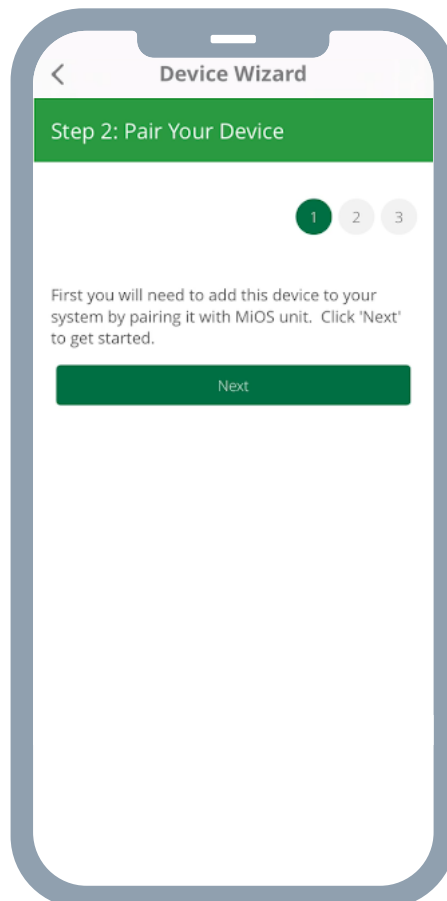 Device Wizard
Step 2: Pair Your Device
1 2 3
First you will need to add this device to your
system by pairing it with MiOS unit.  Click 'Next'
to get started.
Next